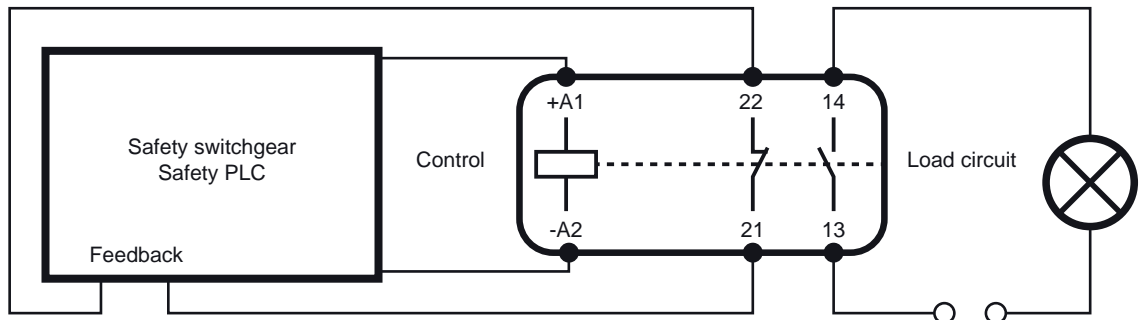 +A1
22
14
Safety switchgear
Safety PLC
Control
Load circuit
-A2
21
13
Feedback